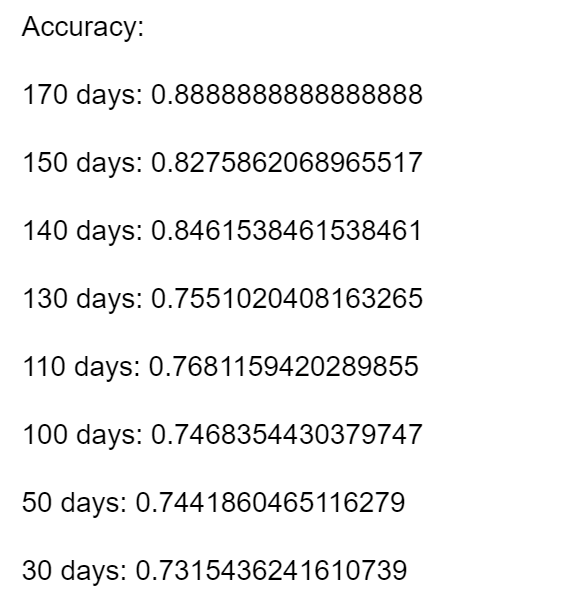 Accuracy:
170 days: 0.8888888888888888
150 days: 0.8275862068965517
140 days: 0.8461538461538461
130 days: 0.7551020408163265
110 days: 0.7681159420289855
100 days: 0.7468354430379747
50 days: 0.7441860465116279
30 days: 0.7315436241610739